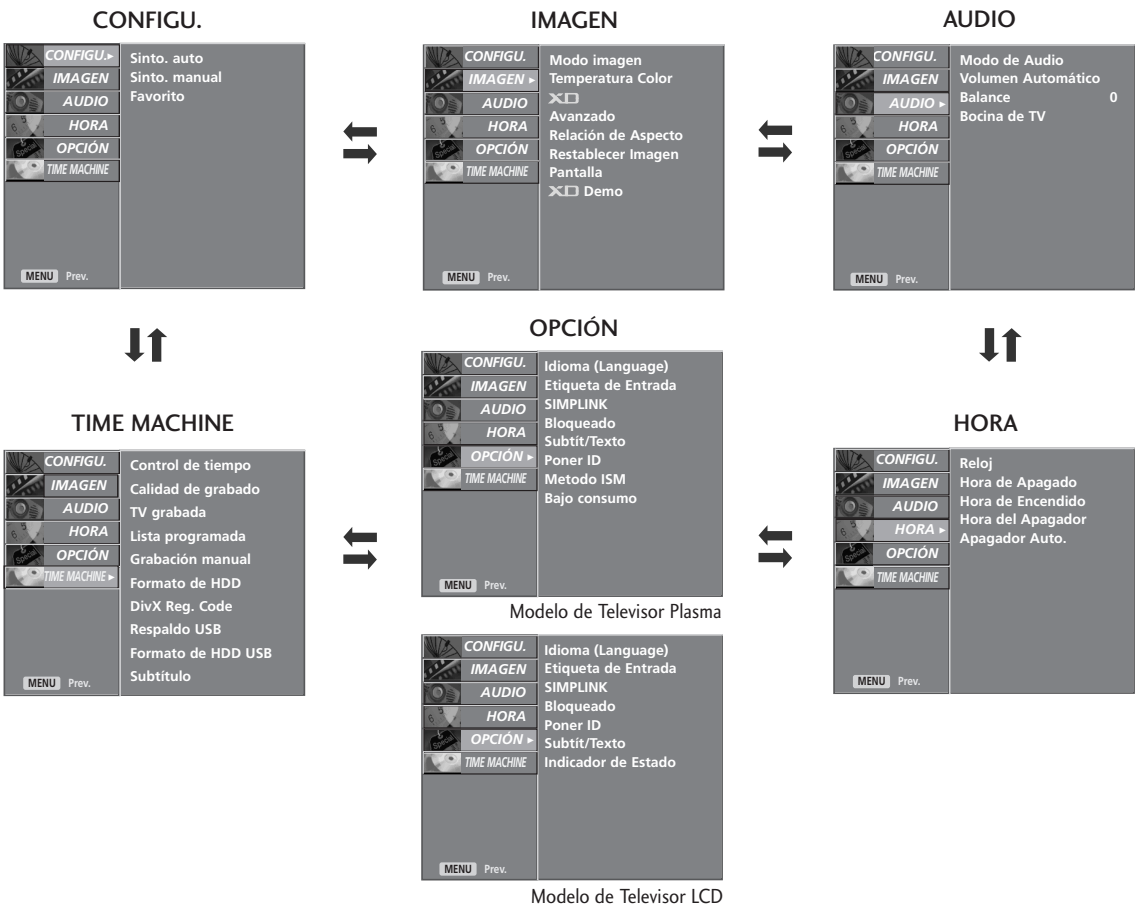 CONFIGU.
CONFIGU.
IMAGEN
AUDIO
HORA
OPCIÓN
TIME MACHINE
Sinto. auto
Sinto. manual
Favorito
MENU Prev.
IMAGEN
CONFIGU.
IMAGEN
AUDIO
HORA
OPCIÓN
TIME MACHINE
Modo imagen
Temperatura Color
XD
Avanzado
Relación de Aspecto
Restablecer Imagen
Pantalla
XD Demo
MENU Prev.
AUDIO
CONFIGU.
IMAGEN
AUDIO
HORA
OPCIÓN
TIME MACHINE
Modo de Audio
Volumen Automático
Balance 0
Bocina de TV
MENU Prev.
TIME MACHINE
CONFIGU.
IMAGEN
AUDIO
HORA
OPCIÓN
TIME MACHINE
Control de tiempo
Calidad de grabado
TV grabada
Lista programada
Grabación manual
Formato de HDD
DivX Reg. Code
Respaldo USB
Formato de HDD USB
Subtítulo
MENU Prev.
OPCIÓN
CONFIGU.
IMAGEN
AUDIO
HORA
OPCIÓN
TIME MACHINE
Idioma (Language)
Etiqueta de Entrada
SIMPLINK
Bloqueado
Subtít/Texto
Poner ID
Metodo ISM
Bajo consumo
MENU Prev.
Modelo de Televisor Plasma
CONFIGU.
IMAGEN
AUDIO
HORA
OPCIÓN
TIME MACHINE
Idioma (Language)
Etiqueta de Entrada
SIMPLINK
Bloqueado
Poner ID
Subtít/Texto
Indicador de Estado
MENU Prev.
Modelo de Televisor LCD
HORA
CONFIGU.
IMAGEN
AUDIO
HORA
OPCIÓN
TIME MACHINE
Reloj
Hora de Apagado
Hora de Encendido
Hora del Apagador
Apagador Auto.
MENU Prev.